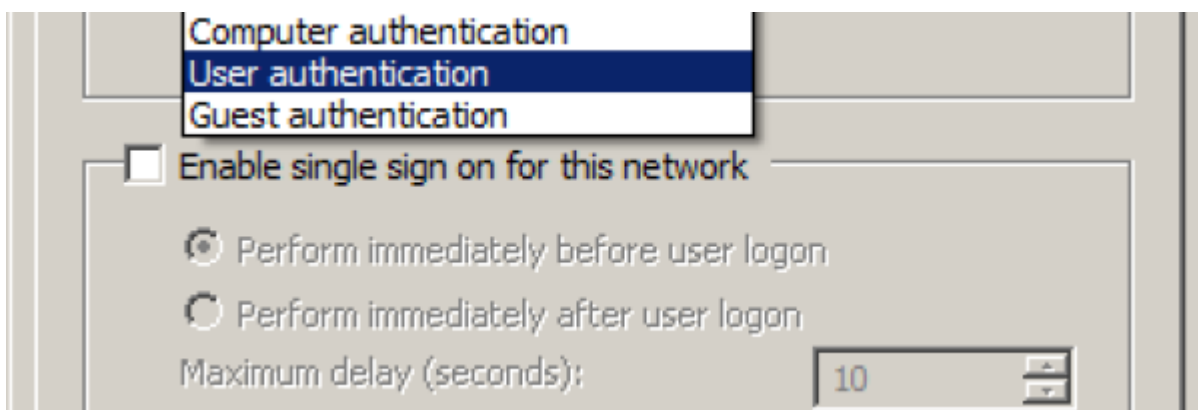 Computer authentication
User authentication
Guest authentication
Enable single sign on for this network
Perform immediately before user logon
Perform immediately after user logon
Maximum delay (seconds): 10